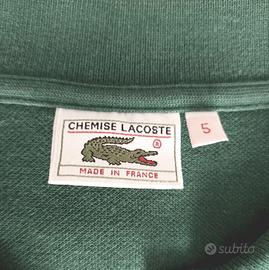 CHEMISE LACOSTE
®
MADE IN FRANCE
5
subito